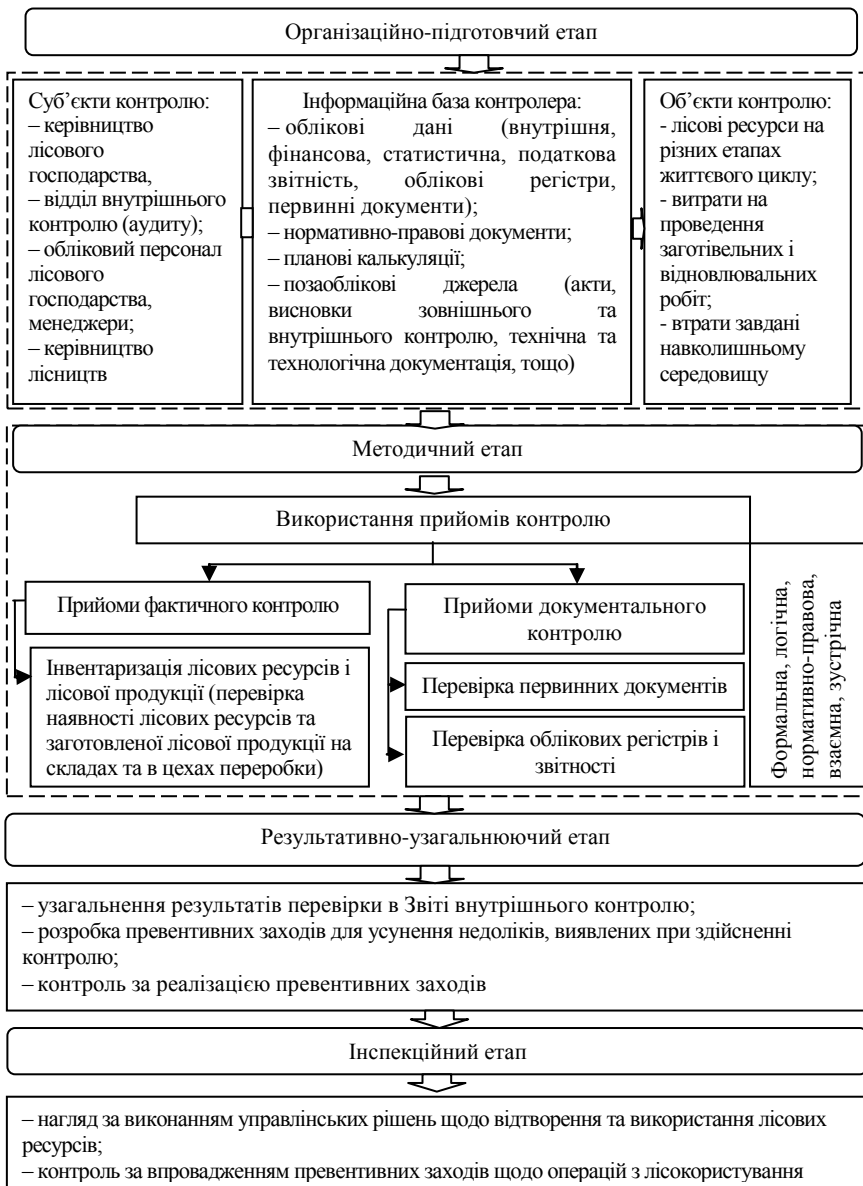 Організаційно-підготовчий етап
Суб’єкти контролю:
– керівництво
лісового
господарства,
– відділ внутрішнього
контролю (аудиту);
– обліковий персонал
лісового
господарства,
менеджери;
– керівництво
лісництв
Інформаційна база контролера:
– облікові дані (внутрішня,
фінансова, статистична, податкова
звітність, облікові регістри,
первинні документи);
– нормативно-правові документи;
– планові калькуляції;
– позаоблікові джерела (акти,
висновки зовнішнього та
внутрішнього контролю, технічна та
технологічна документація, тощо)
Об’єкти контролю:
- лісові ресурси на
різних етапах
життєвого циклу;
- витрати на
проведення
заготівельних і
відновлювальних
робіт;
- втрати завдані
навколишньому
середовищу
Методичний етап
Використання прийомів контролю
Прийоми фактичного контролю
Інвентаризація лісових ресурсів і
лісової продукції (перевірка
наявності лісових ресурсів та
заготовленої лісової продукції на
складах та в цехах переробки)
Прийоми документального
контролю
Перевірка первинних документів
Перевірка облікових регістрів і
звітності
Формальна, логічна,
нормативно-правова,
взаємна, зустрічна
Результативно-узагальнюючий етап
– узагальнення результатів перевірки в Звіті внутрішнього контролю;
– розробка превентивних заходів для усунення недоліків, виявлених при здійсненні
контролю;
– контроль за реалізацією превентивних заходів
Інспекційний етап
– нагляд за виконанням управлінських рішень щодо відтворення та використання лісових
ресурсів;
– контроль за впровадженням превентивних заходів щодо операцій з лісокористування